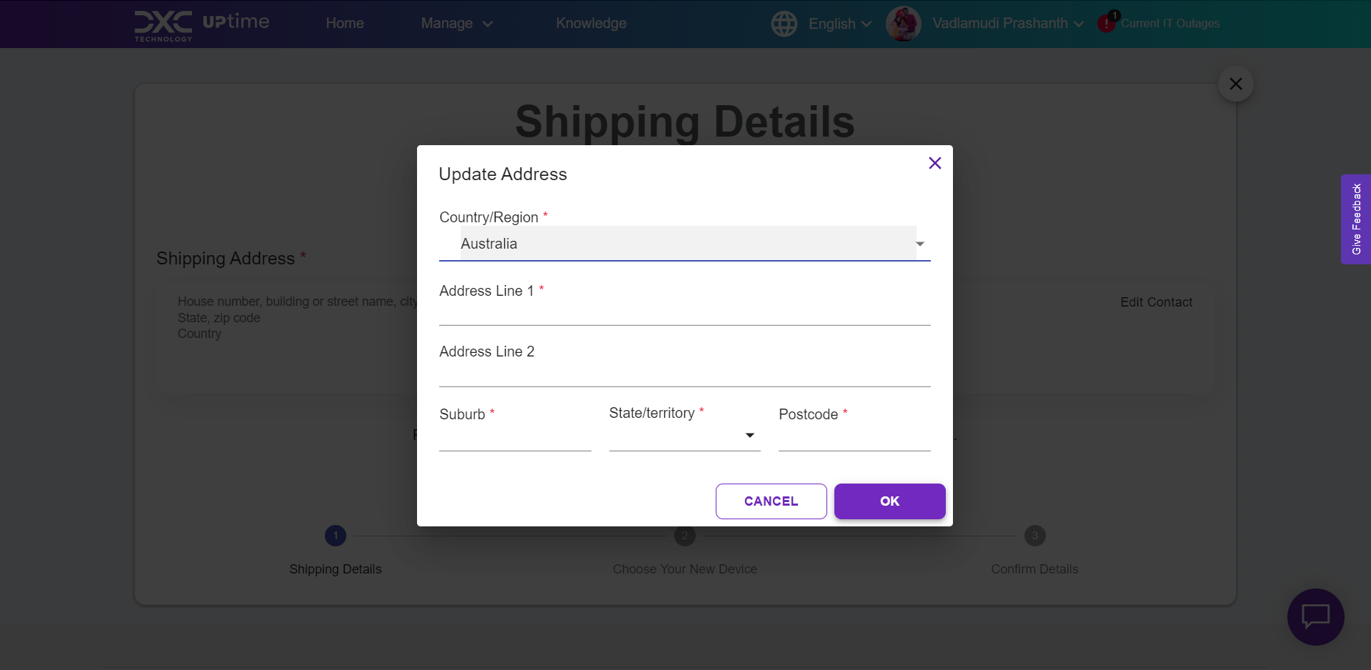 DXC
TECHNOLOGY
UPtime
Home
Manage
Knowledge
English
Vadlamudi Prashanth
! 1
Current IT Outages
Shipping Details
Update Address
Country/Region *
Australia
Address Line 1 *
Address Line 2
Suburb * State/territory * Postcode *
CANCEL OK
Shipping Address *
House number, building or street name, city
State, zip code
Country
Edit Contact
Give Feedback
1 2 3
Shipping Details
Choose Your New Device
Confirm Details